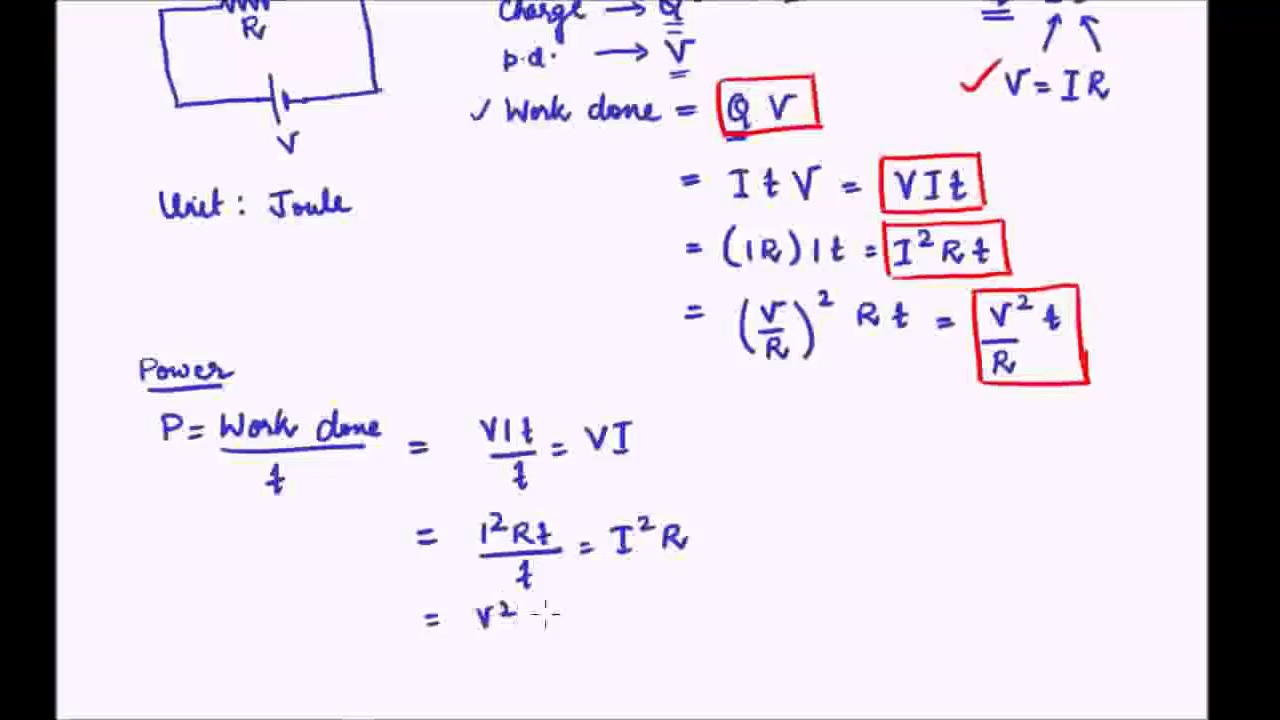 R
V
Charge → Q
p.d. → V
✓ Work done = Q V
✓ V = I R
= I t V = V I t
= (IR) I t = I² R t
= (V/R)² R t = V² t / R
Unit : Joule
Power
P = Work done / t = V I t / t = V I
= I² R t / t = I² R
= V²